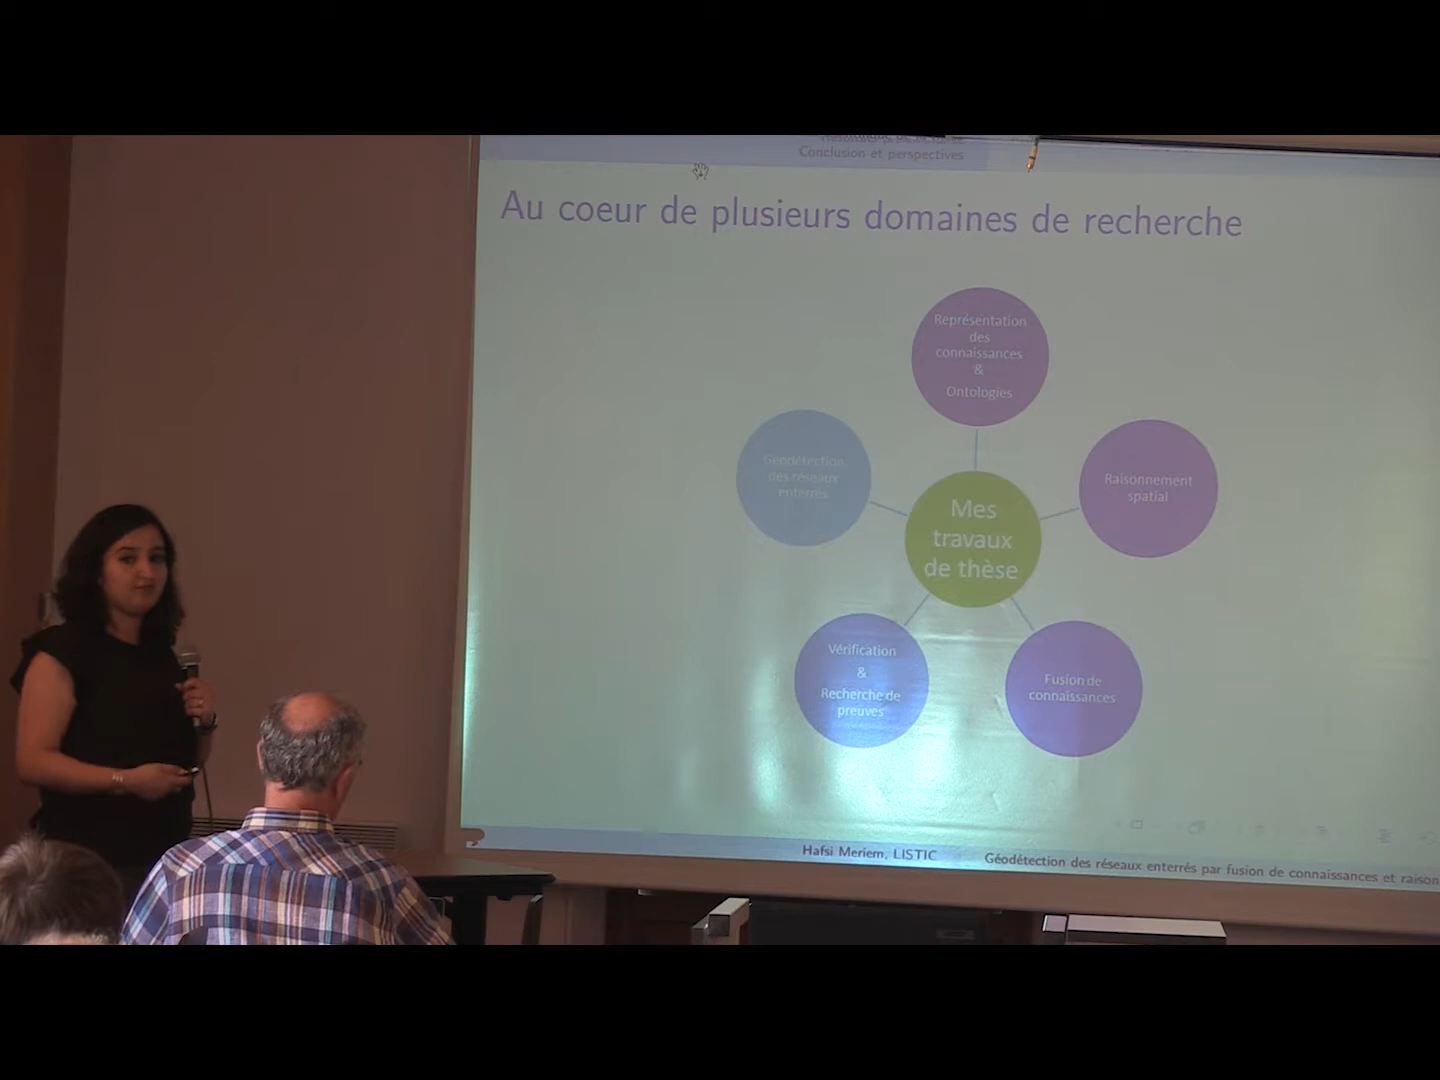 Conclusion et perspectives
Au coeur de plusieurs domaines de recherche
Représentation
des
connaissances
&
Ontologies
Géodétection
des réseaux
enterrés
Raisonnement
spatial
Mes
travaux
de thèse
Vérification
&
Recherche de
preuves
Fusion de
connaissances
Hafsi Meriem, LISTIC
Géodétection des réseaux enterrés par fusion de connaissances et raison